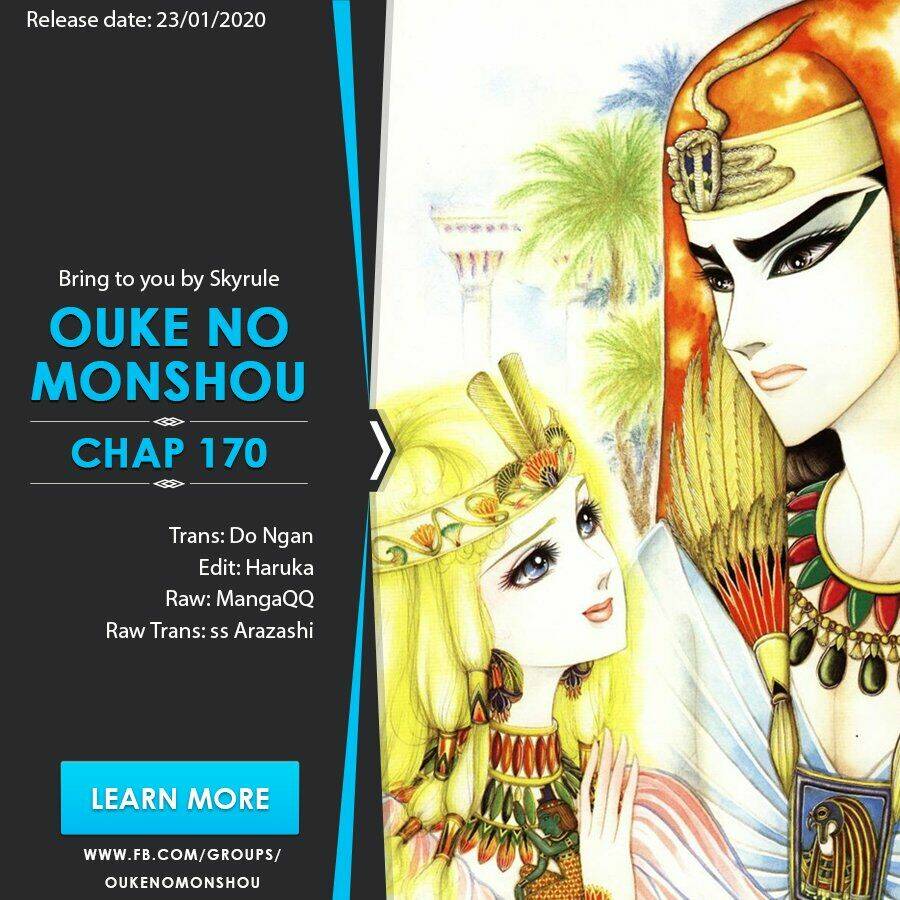 Release date: 23/01/2020
Bring to you by Skyrule
OUKE NO
MONSHOU
CHAP 170
Trans: Do Ngan
Edit: Haruka
Raw: MangaQQ
Raw Trans: ss Arazashi
LEARN MORE
WWW.FB.COM/GROUPS/
OUKENOMONSHOU